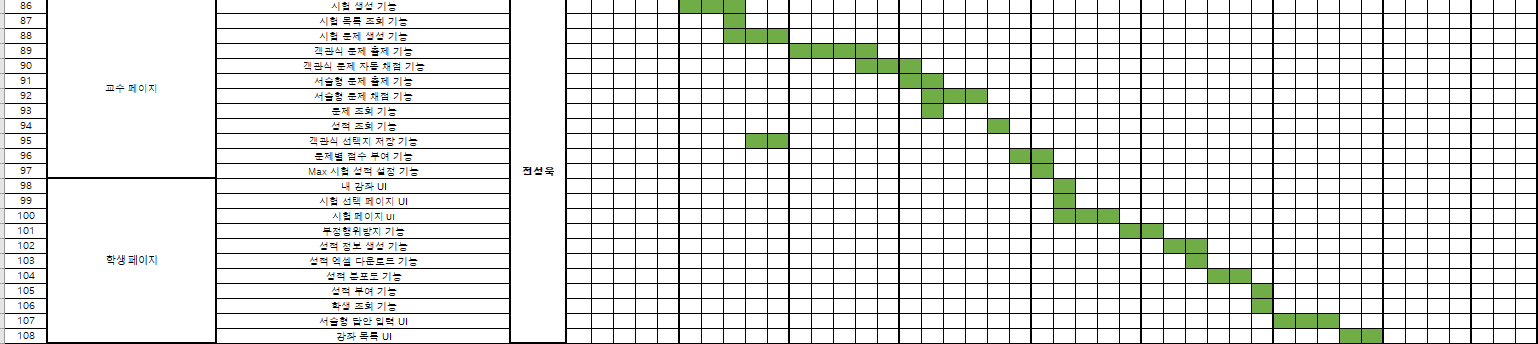 86 시험 생성 기능
87 시험 목록 조회 기능
88 시험 문제 생성 기능
89 객관식 문제 출제 기능
90 객관식 문제 자동 채점 기능
91 서술형 문제 출제 기능
교수 페이지
92 서술형 문제 채점 기능
93 문제 조회 기능
94 성적 조회 기능
95 객관식 선택지 저장 기능
96 문제별 점수 부여 기능
97 Max 시험 성적 설정 기능
전성욱
98 내 강좌 UI
99 시험 선택 페이지 UI
100 시험 페이지 UI
101 부정행위방지 기능
102 성적 정보 생성 기능
학생 페이지
103 성적 엑셀 다운로드 기능
104 성적 분포도 기능
105 성적 부여 기능
106 학생 조회 기능
107 서술형 답안 입력 UI
108 강좌 목록 UI